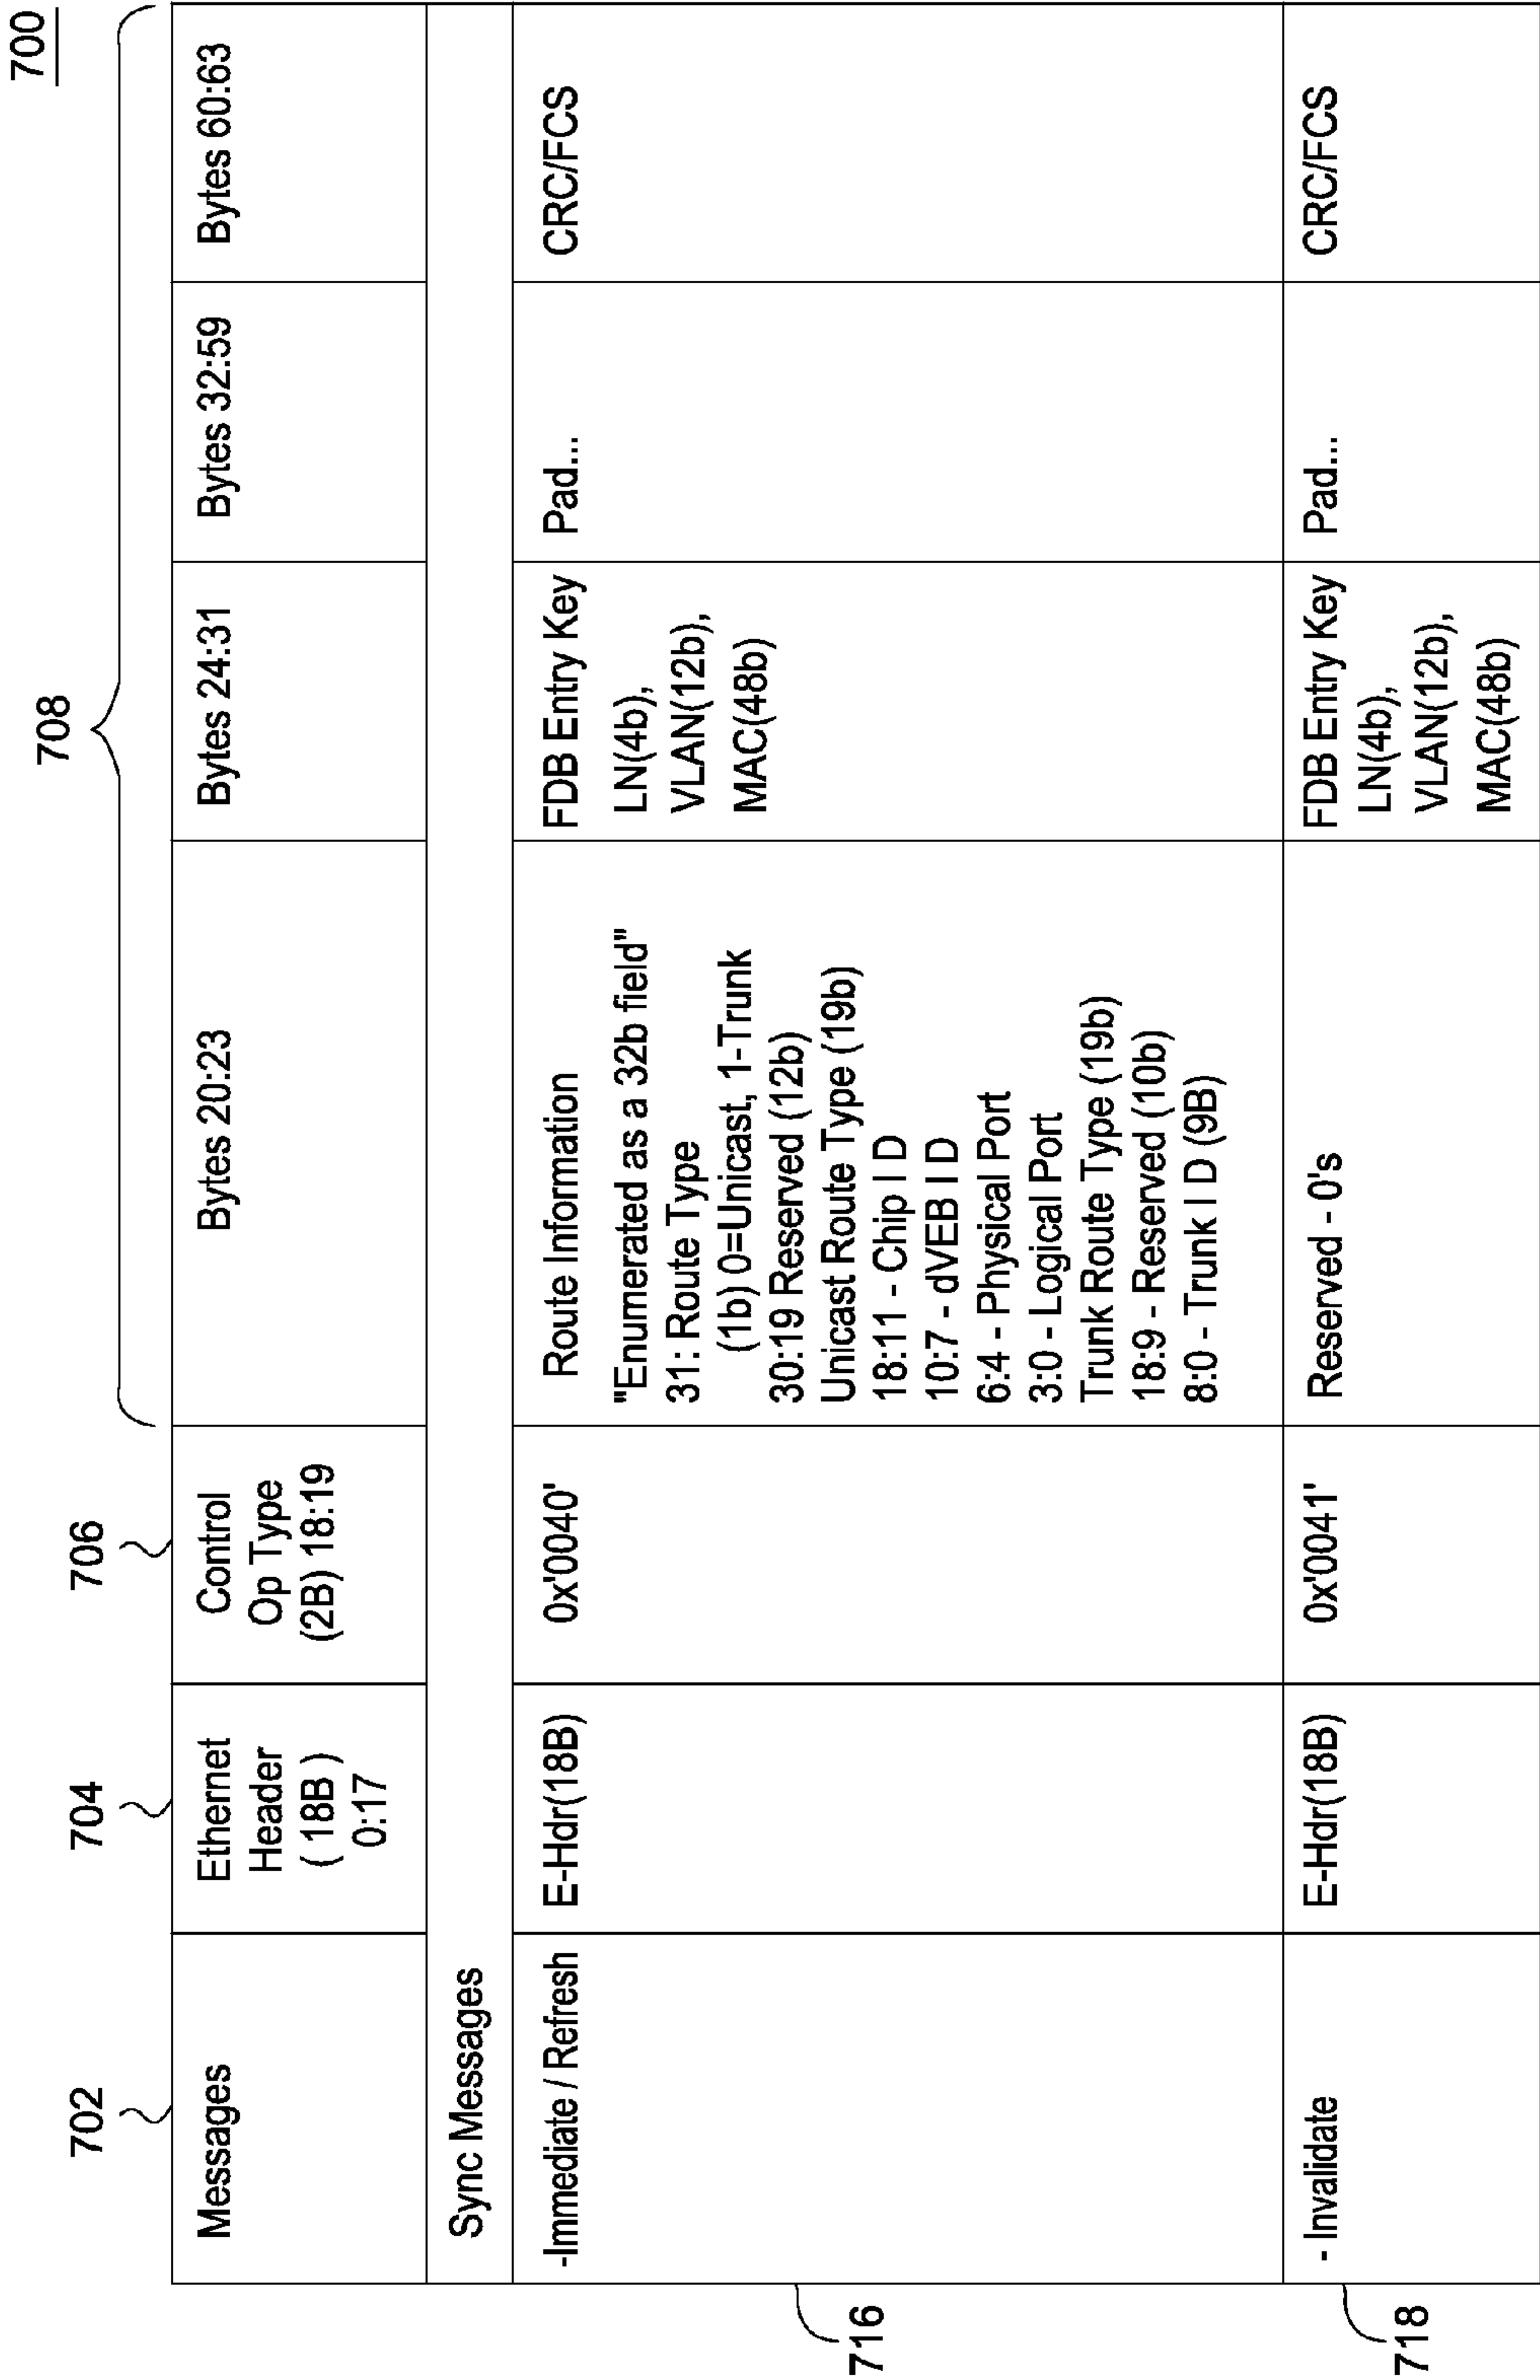 700
708
702
704
706
Messages
Ethernet
Header
( 18B )
0:17
Control
Op Type
(2B) 18:19
Bytes 20:23
Bytes 24:31
Bytes 32:59
Bytes 60:63
Sync Messages
716
-Immediate / Refresh
E-Hdr(18B)
0x'0040'
Route Information
"Enumerated as a 32b field"
31: Route Type
(1b) 0=Unicast, 1-Trunk
30:19 Reserved (12b)
Unicast Route Type (19b)
18:11 - Chip I D
10:7 - dVEB I D
6:4 - Physical Port
3:0 - Logical Port
Trunk Route Type (19b)
18:9 - Reserved (10b)
8:0 - Trunk I D (9B)
FDB Entry Key
LN(4b),
VLAN(12b),
MAC(48b)
Pad...
CRC/FCS
718
- Invalidate
E-Hdr(18B)
0x'0041'
Reserved - 0's
FDB Entry Key
LN(4b),
VLAN(12b),
MAC(48b)
Pad...
CRC/FCS